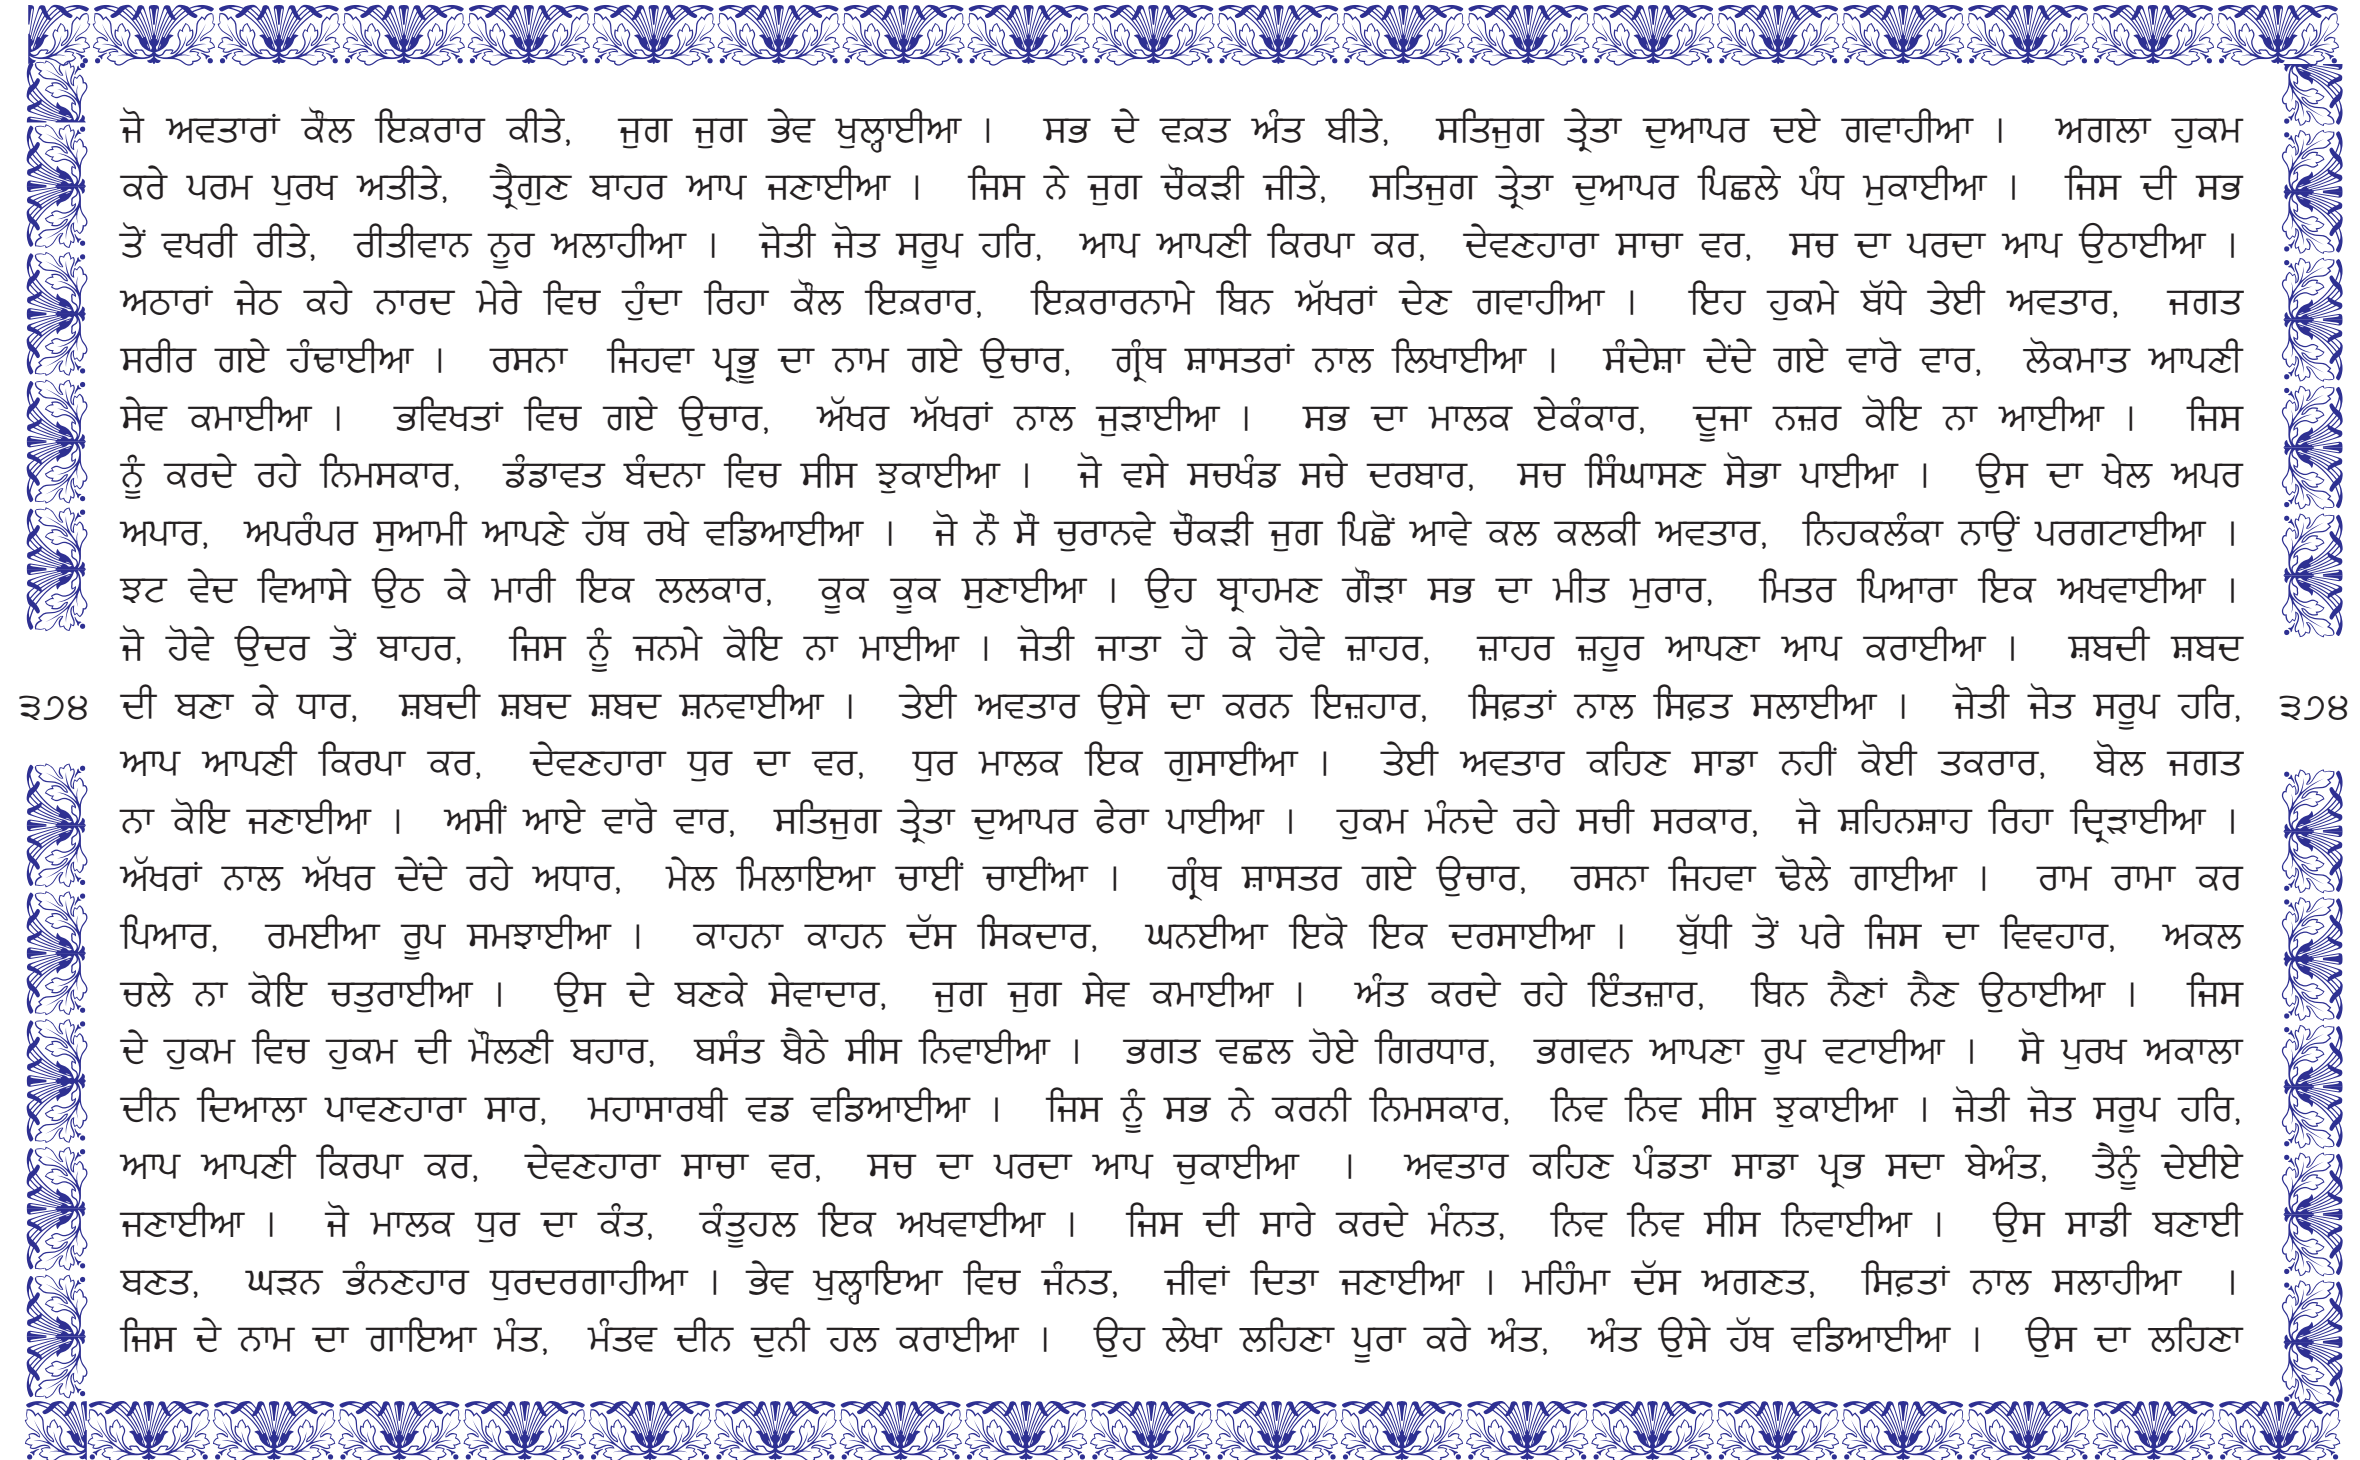 ਜੋ ਅਵਤਾਰਾਂ ਕੌਲ ਇਕ਼ਰਾਰ ਕੀਤੇ, ਜੁਗ ਜੁਗ ਭੇਵ ਖੁਲ੍ਹਾਈਆ । ਸਭ ਦੇ ਵਕ਼ਤ ਅੰਤ ਬੀਤੇ, ਸਤਿਜੁਗ ਤ੍ਰੇਤਾ ਦੁਆਪਰ ਦਏ ਗਵਾਹੀਆ । ਅਗਲਾ ਹੁਕਮ
ਕਰੇ ਪਰਮ ਪੁਰਖ ਅਤੀਤੇ, ਤ੍ਰੈਗੁਣ ਬਾਹਰ ਆਪ ਜਣਾਈਆ । ਜਿਸ ਨੇ ਜੁਗ ਚੌਕੜੀ ਜੀਤੇ, ਸਤਿਜੁਗ ਤ੍ਰੇਤਾ ਦੁਆਪਰ ਪਿਛਲੇ ਪੰਧ ਮੁਕਾਈਆ । ਜਿਸ ਦੀ ਸਭ
ਤੋਂ ਵਖਰੀ ਰੀਤੇ, ਰੀਤੀਵਾਨ ਨੂਰ ਅਲਾਹੀਆ । ਜੋਤੀ ਜੋਤ ਸਰੂਪ ਹਰਿ, ਆਪ ਆਪਣੀ ਕਿਰਪਾ ਕਰ, ਦੇਵਣਹਾਰਾ ਸਾਚਾ ਵਰ, ਸਚ ਦਾ ਪਰਦਾ ਆਪ ਉਠਾਈਆ ।
ਅਠਾਰਾਂ ਜੇਠ ਕਹੇ ਨਾਰਦ ਮੇਰੇ ਵਿਚ ਹੁੰਦਾ ਰਿਹਾ ਕੌਲ ਇਕ਼ਰਾਰ, ਇਕ਼ਰਾਰਨਾਮੇ ਬਿਨ ਅੱਖਰਾਂ ਦੇਣ ਗਵਾਹੀਆ । ਇਹ ਹੁਕਮੇ ਬੱਧੇ ਤੇਈ ਅਵਤਾਰ, ਜਗਤ
ਸਰੀਰ ਗਏ ਹੰਢਾਈਆ । ਰਸਨਾ ਜਿਹਵਾ ਪ੍ਰਭੂ ਦਾ ਨਾਮ ਗਏ ਉਚਾਰ, ਗ੍ਰੰਥ ਸ਼ਾਸਤਰਾਂ ਨਾਲ ਲਿਖਾਈਆ । ਸੰਦੇਸ਼ਾ ਦੇਂਦੇ ਗਏ ਵਾਰੋ ਵਾਰ, ਲੋਕਮਾਤ ਆਪਣੀ
ਸੇਵ ਕਮਾਈਆ । ਭਵਿਖਤਾਂ ਵਿਚ ਗਏ ਉਚਾਰ, ਅੱਖਰ ਅੱਖਰਾਂ ਨਾਲ ਜੁੜਾਈਆ । ਸਭ ਦਾ ਮਾਲਕ ਏਕੰਕਾਰ, ਦੂਜਾ ਨਜ਼ਰ ਕੋਇ ਨਾ ਆਈਆ । ਜਿਸ
ਨੂੰ ਕਰਦੇ ਰਹੇ ਨਿਮਸਕਾਰ, ਡੰਡਾਵਤ ਬੰਦਨਾ ਵਿਚ ਸੀਸ ਝੁਕਾਈਆ । ਜੋ ਵਸੇ ਸਚਖੰਡ ਸਚੇ ਦਰਬਾਰ, ਸਚ ਸਿੰਘਾਸਣ ਸੋਭਾ ਪਾਈਆ । ਉਸ ਦਾ ਖੇਲ ਅਪਰ
ਅਪਾਰ, ਅਪਰੰਪਰ ਸੁਆਮੀ ਆਪਣੇ ਹੱਥ ਰਖੇ ਵਡਿਆਈਆ । ਜੋ ਨੌ ਸੌ ਚੁਰਾਨਵੇ ਚੌਕੜੀ ਜੁਗ ਪਿਛੋਂ ਆਵੇ ਕਲ ਕਲਕੀ ਅਵਤਾਰ, ਨਿਹਕਲੰਕਾ ਨਾਉਂ ਪਰਗਟਾਈਆ ।
ਝਟ ਵੇਦ ਵਿਆਸੇ ਉਠ ਕੇ ਮਾਰੀ ਇਕ ਲਲਕਾਰ, ਕੂਕ ਕੂਕ ਸੁਣਾਈਆ । ਉਹ ਬ੍ਰਾਹਮਣ ਗੌੜਾ ਸਭ ਦਾ ਮੀਤ ਮੁਰਾਰ, ਮਿਤਰ ਪਿਆਰਾ ਇਕ ਅਖਵਾਈਆ ।
ਜੋ ਹੋਵੇ ਉਦਰ ਤੋਂ ਬਾਹਰ, ਜਿਸ ਨੂੰ ਜਨਮੇ ਕੋਇ ਨਾ ਮਾਈਆ । ਜੋਤੀ ਜਾਤਾ ਹੋ ਕੇ ਹੋਵੇ ਜ਼ਾਹਰ, ਜ਼ਾਹਰ ਜ਼ਹੂਰ ਆਪਣਾ ਆਪ ਕਰਾਈਆ । ਸ਼ਬਦੀ ਸ਼ਬਦ
੩੭੪ ਦੀ ਬਣਾ ਕੇ ਧਾਰ, ਸ਼ਬਦੀ ਸ਼ਬਦ ਸ਼ਬਦ ਸ਼ਨਵਾਈਆ । ਤੇਈ ਅਵਤਾਰ ਉਸੇ ਦਾ ਕਰਨ ਇਜ਼ਹਾਰ, ਸਿਫ਼ਤਾਂ ਨਾਲ ਸਿਫ਼ਤ ਸਲਾਈਆ । ਜੋਤੀ ਜੋਤ ਸਰੂਪ ਹਰਿ, ੩੭੪
ਆਪ ਆਪਣੀ ਕਿਰਪਾ ਕਰ, ਦੇਵਣਹਾਰਾ ਧੁਰ ਦਾ ਵਰ, ਧੁਰ ਮਾਲਕ ਇਕ ਗੁਸਾਈਂਆ । ਤੇਈ ਅਵਤਾਰ ਕਹਿਣ ਸਾਡਾ ਨਹੀਂ ਕੋਈ ਤਕਰਾਰ, ਬੋਲ ਜਗਤ
ਨਾ ਕੋਇ ਜਣਾਈਆ । ਅਸੀਂ ਆਏ ਵਾਰੋ ਵਾਰ, ਸਤਿਜੁਗ ਤ੍ਰੇਤਾ ਦੁਆਪਰ ਫੇਰਾ ਪਾਈਆ । ਹੁਕਮ ਮੰਨਦੇ ਰਹੇ ਸਚੀ ਸਰਕਾਰ, ਜੋ ਸ਼ਹਿਨਸ਼ਾਹ ਰਿਹਾ ਦ੍ਰਿੜਾਈਆ ।
ਅੱਖਰਾਂ ਨਾਲ ਅੱਖਰ ਦੇਂਦੇ ਰਹੇ ਅਧਾਰ, ਮੇਲ ਮਿਲਾਇਆ ਚਾਈਂ ਚਾਈਂਆ । ਗ੍ਰੰਥ ਸ਼ਾਸਤਰ ਗਏ ਉਚਾਰ, ਰਸਨਾ ਜਿਹਵਾ ਢੋਲੇ ਗਾਈਆ । ਰਾਮ ਰਾਮਾ ਕਰ
ਪਿਆਰ, ਰਮਈਆ ਰੂਪ ਸਮਝਾਈਆ । ਕਾਹਨਾ ਕਾਹਨ ਦੱਸ ਸਿਕਦਾਰ, ਘਨਈਆ ਇਕੋ ਇਕ ਦਰਸਾਈਆ । ਬੁੱਧੀ ਤੋਂ ਪਰੇ ਜਿਸ ਦਾ ਵਿਵਹਾਰ, ਅਕਲ
ਚਲੇ ਨਾ ਕੋਇ ਚਤੁਰਾਈਆ । ਉਸ ਦੇ ਬਣਕੇ ਸੇਵਾਦਾਰ, ਜੁਗ ਜੁਗ ਸੇਵ ਕਮਾਈਆ । ਅੰਤ ਕਰਦੇ ਰਹੇ ਇੰਤਜ਼ਾਰ, ਬਿਨ ਨੈਣਾਂ ਨੈਣ ਉਠਾਈਆ । ਜਿਸ
ਦੇ ਹੁਕਮ ਵਿਚ ਹੁਕਮ ਦੀ ਮੌਲਣੀ ਬਹਾਰ, ਬਸੰਤ ਬੈਠੇ ਸੀਸ ਨਿਵਾਈਆ । ਭਗਤ ਵਛਲ ਹੋਏ ਗਿਰਧਾਰ, ਭਗਵਨ ਆਪਣਾ ਰੂਪ ਵਟਾਈਆ । ਸੋ ਪੁਰਖ ਅਕਾਲਾ
ਦੀਨ ਦਿਆਲਾ ਪਾਵਣਹਾਰਾ ਸਾਰ, ਮਹਾਸਾਰਥੀ ਵਡ ਵਡਿਆਈਆ । ਜਿਸ ਨੂੰ ਸਭ ਨੇ ਕਰਨੀ ਨਿਮਸਕਾਰ, ਨਿਵ ਨਿਵ ਸੀਸ ਝੁਕਾਈਆ । ਜੋਤੀ ਜੋਤ ਸਰੂਪ ਹਰਿ,
ਆਪ ਆਪਣੀ ਕਿਰਪਾ ਕਰ, ਦੇਵਣਹਾਰਾ ਸਾਚਾ ਵਰ, ਸਚ ਦਾ ਪਰਦਾ ਆਪ ਚੁਕਾਈਆ । ਅਵਤਾਰ ਕਹਿਣ ਪੰਡਤਾ ਸਾਡਾ ਪ੍ਰਭ ਸਦਾ ਬੇਅੰਤ, ਤੈਨੂੰ ਦੇਈਏ
ਜਣਾਈਆ । ਜੋ ਮਾਲਕ ਧੁਰ ਦਾ ਕੰਤ, ਕੰਤੂਹਲ ਇਕ ਅਖਵਾਈਆ । ਜਿਸ ਦੀ ਸਾਰੇ ਕਰਦੇ ਮੰਨਤ, ਨਿਵ ਨਿਵ ਸੀਸ ਨਿਵਾਈਆ । ਉਸ ਸਾਡੀ ਬਣਾਈ
ਬਣਤ, ਘੜਨ ਭੰਨਣਹਾਰ ਧੁਰਦਰਗਾਹੀਆ । ਭੇਵ ਖੁਲ੍ਹਾਇਆ ਵਿਚ ਜੰਨਤ, ਜੀਵਾਂ ਦਿਤਾ ਜਣਾਈਆ । ਮਹਿੰਮਾ ਦੱਸ ਅਗਣਤ, ਸਿਫ਼ਤਾਂ ਨਾਲ ਸਲਾਹੀਆ ।
ਜਿਸ ਦੇ ਨਾਮ ਦਾ ਗਾਇਆ ਮੰਤ, ਮੰਤਵ ਦੀਨ ਦੁਨੀ ਹਲ ਕਰਾਈਆ । ਉਹ ਲੇਖਾ ਲਹਿਣਾ ਪੂਰਾ ਕਰੇ ਅੰਤ, ਅੰਤ ਉਸੇ ਹੱਥ ਵਡਿਆਈਆ । ਉਸ ਦਾ ਲਹਿਣਾ